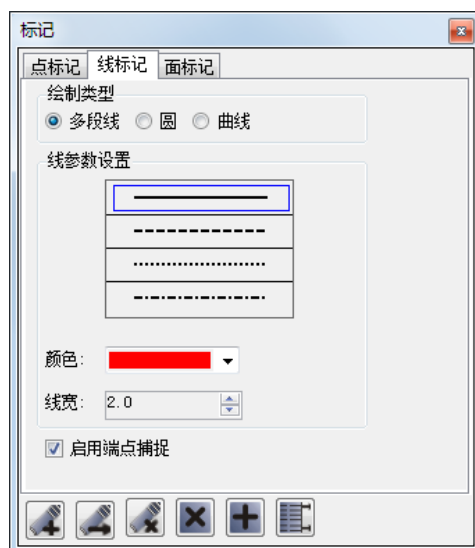 标记
点标记 线标记 面标记
绘制类型
多段线 圆 曲线
线参数设置
颜色:
线宽: 2.0
启用端点捕捉